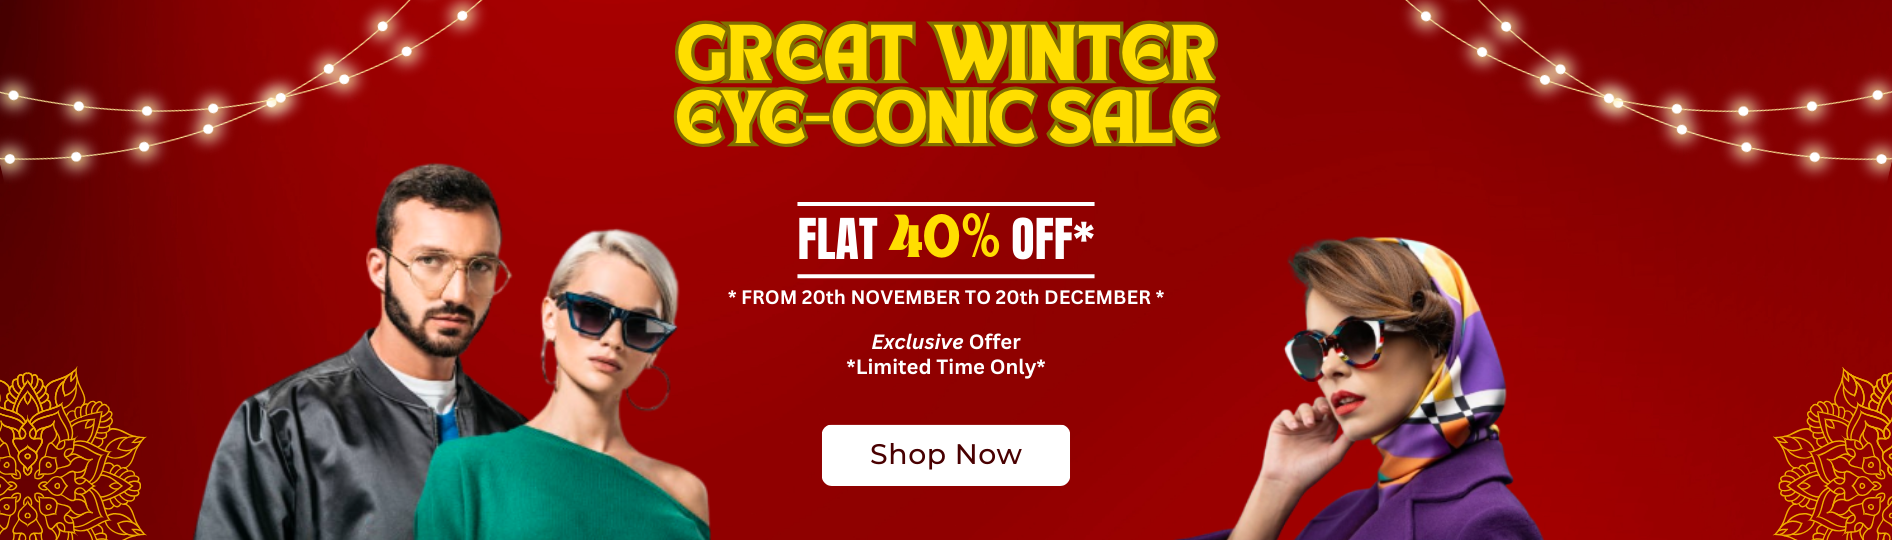 GREAT WINTER
EYE-CONIC SALE
FLAT 40% OFF*
* FROM 20th NOVEMBER TO 20th DECEMBER *
Exclusive Offer
*Limited Time Only*
Shop Now